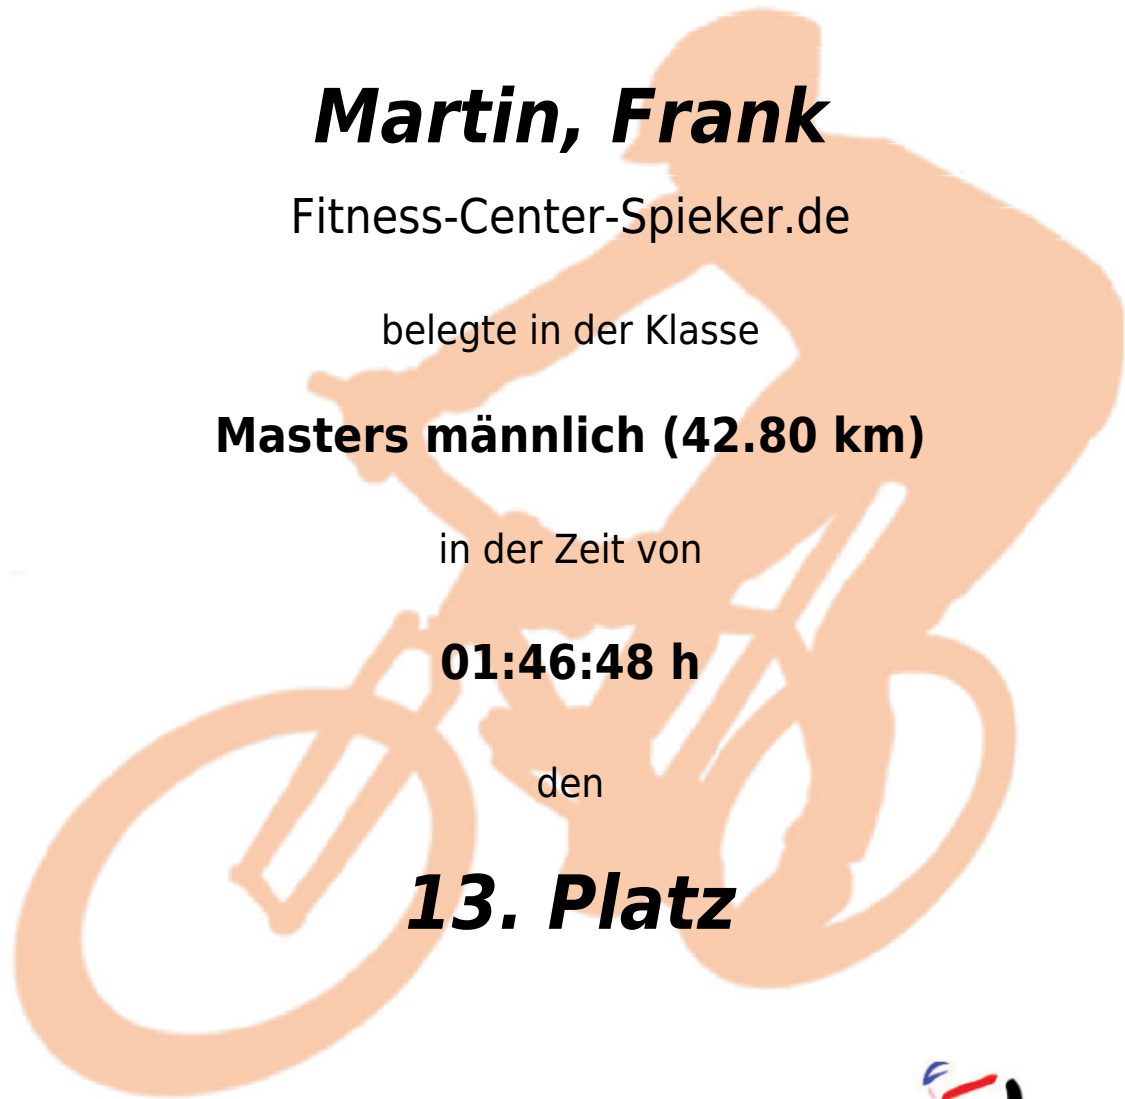 Martin, Frank
Fitness-Center-Spieker.de
belegte in der Klasse
Masters männlich (42.80 km)
in der Zeit von
01:46:48 h
den
13. Platz